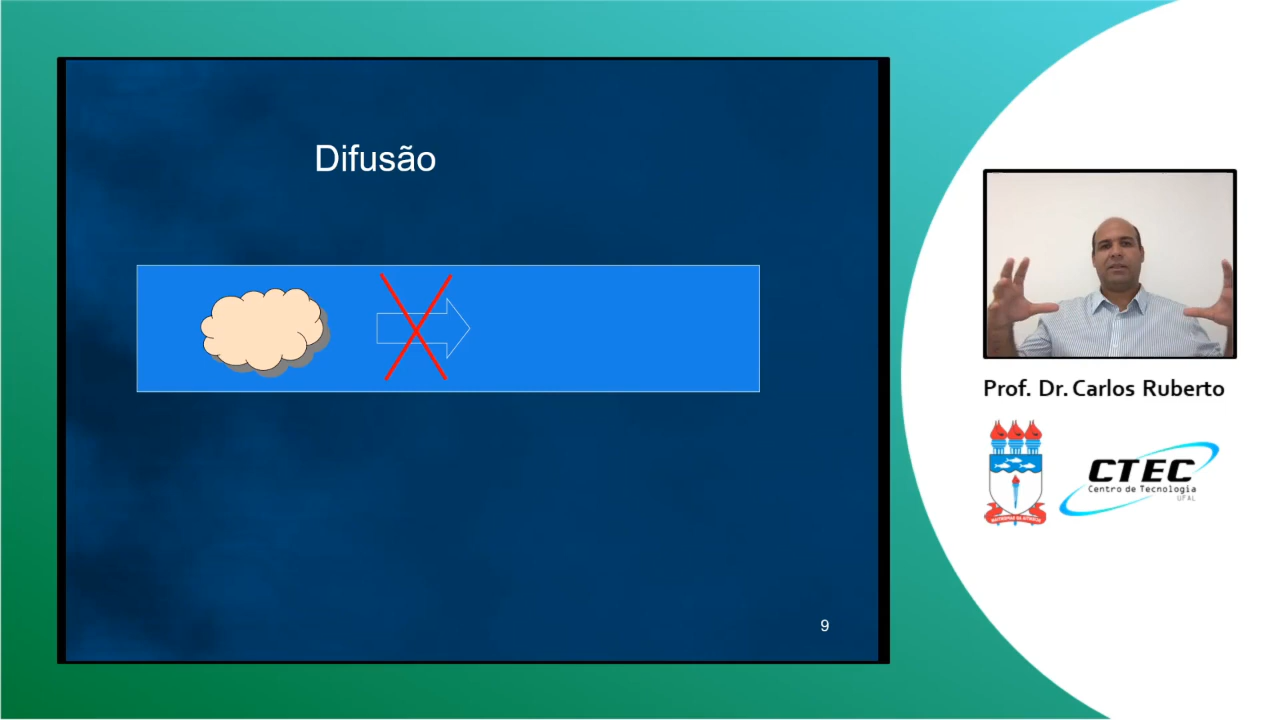 Difusão
9
Prof. Dr. Carlos Ruberto
CTEC
Centro de Tecnologia
UFAL